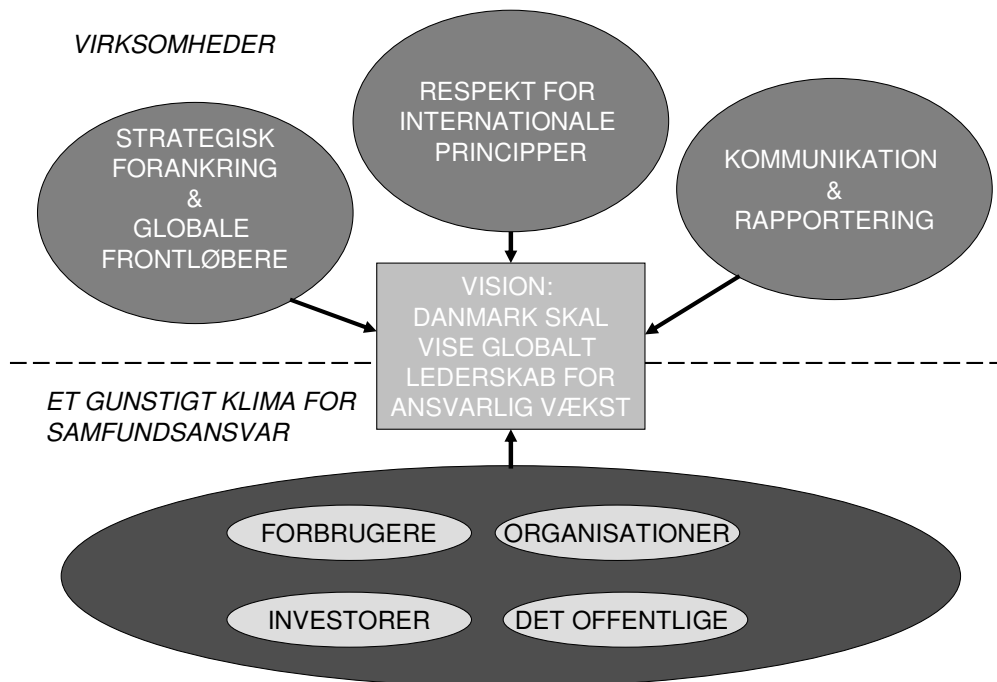 VIRKSOMHEDER
STRATEGISK
FORANKRING
&
GLOBALE
FRONTLØBERE
RESPEKT FOR
INTERNATIONALE
PRINCIPPER
KOMMUNIKATION
&
RAPPORTERING
VISION:
DANMARK SKAL
VISE GLOBALT
LEDERSKAB FOR
ANSVARLIG VÆKST
ET GUNSTIGT KLIMA FOR
SAMFUNDSANSVAR
FORBRUGERE
ORGANISATIONER
INVESTORER
DET OFFENTLIGE